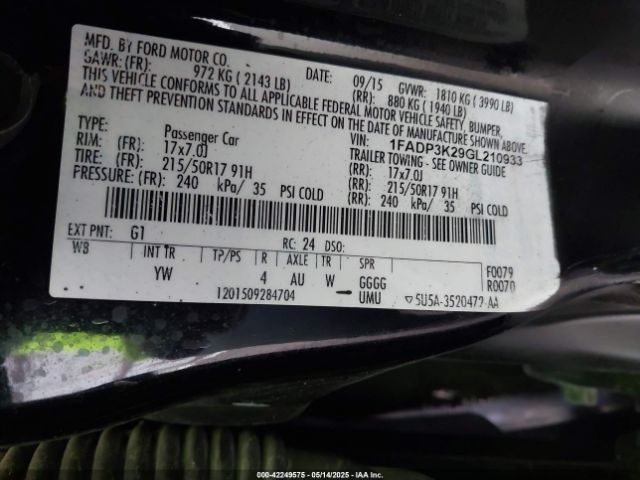 MFD. BY FORD MOTOR CO.
DATE: 09/15 GVWR: 1810 KG ( 3990 LB)
GAWR: (FR): 972 KG ( 2143 LB) (RR): 880 KG ( 1940 LB)
THIS VEHICLE CONFORMS TO ALL APPLICABLE FEDERAL MOTOR VEHICLE SAFETY, BUMPER,
AND THEFT PREVENTION STANDARDS IN EFFECT ON THE DATE OF MANUFACTURE SHOWN ABOVE.
VIN: 1FADP3K29GL210933
TYPE: Passenger Car TRAILER TOWING - SEE OWNER GUIDE
RIM: (FR): 17x7.0J (RR): 17x7.0J
TIRE: (FR): 215/50R17 91H (RR): 215/50R17 91H
PRESSURE: (FR): 240 kPa/ 35 PSI COLD (RR): 240 kPa/ 35 PSI COLD
EXT PNT: G1 RC: 24 DSO:
WB INT TR TP/PS R AXLE TR SPR F0079
YW 4 AU W GGGG R0070
1201509284704 UMU ▽5U5A-3520472-AA
000-42249575 — 05/14/2025 — IAA, Inc.